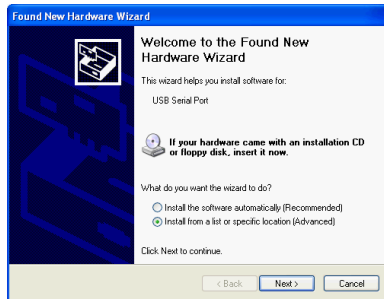 Found New Hardware Wizard
Welcome to the Found New
Hardware Wizard
This wizard helps you install software for:
USB Serial Port
If your hardware came with an installation CD
or floppy disk, insert it now.
What do you want the wizard to do?
Install the software automatically (Recommended)
Install from a list or specific location (Advanced)
Click Next to continue.
< Back Next > Cancel